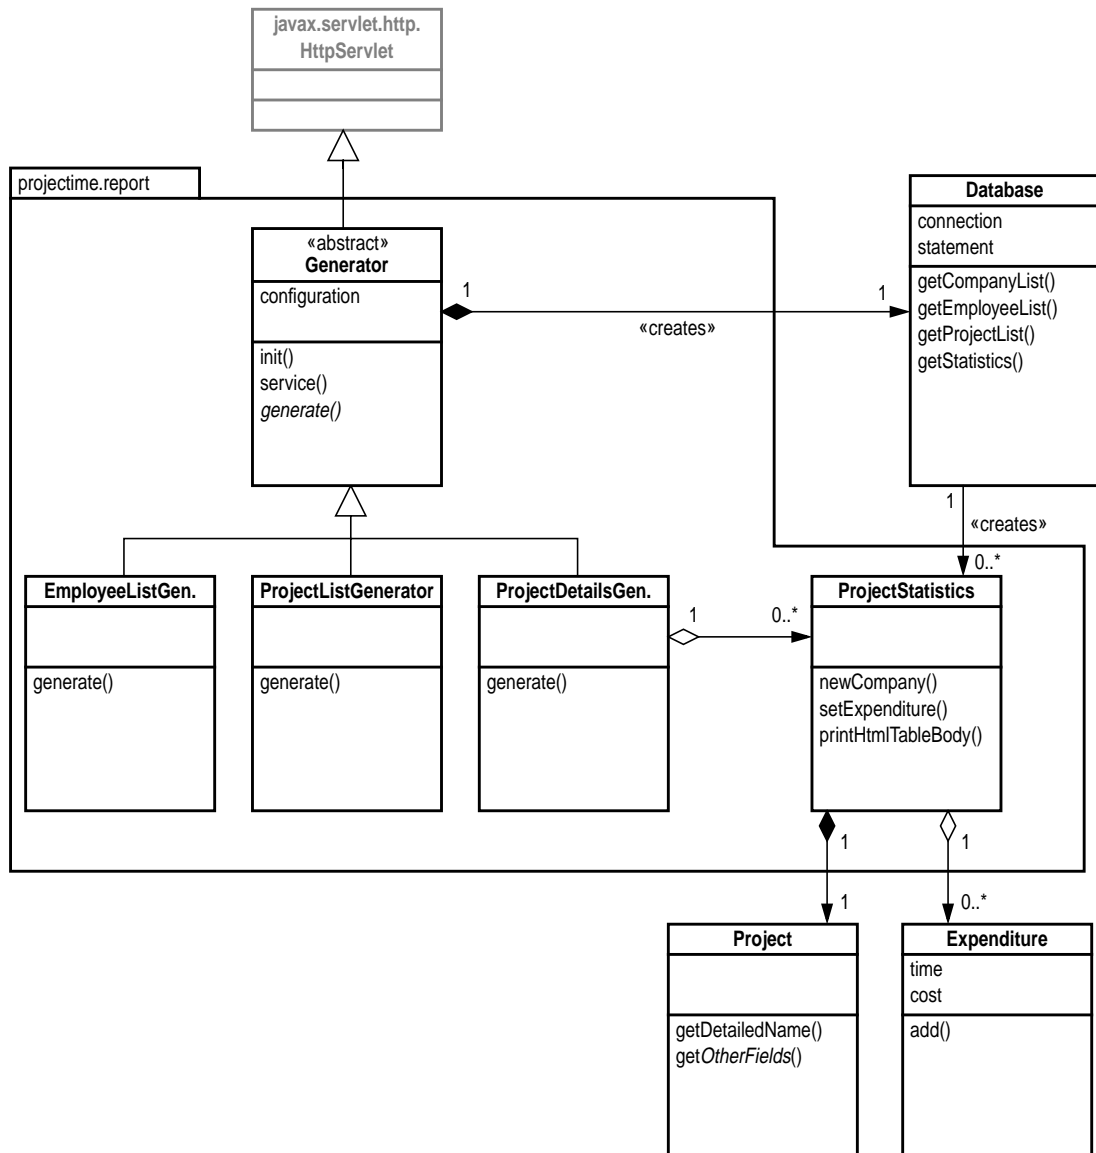 javax.servlet.http.
HttpServlet
projectime.report
«abstract»
Generator
configuration
init()
service()
generate()
1
1
«creates»
Database
connection
statement
getCompanyList()
getEmployeeList()
getProjectList()
getStatistics()
1
«creates»
0..*
EmployeeListGen.
generate()
ProjectListGenerator
generate()
ProjectDetailsGen.
generate()
1
0..*
ProjectStatistics
newCompany()
setExpenditure()
printHtmlTableBody()
1
1
1
0..*
Project
getDetailedName()
getOtherFields()
Expenditure
time
cost
add()